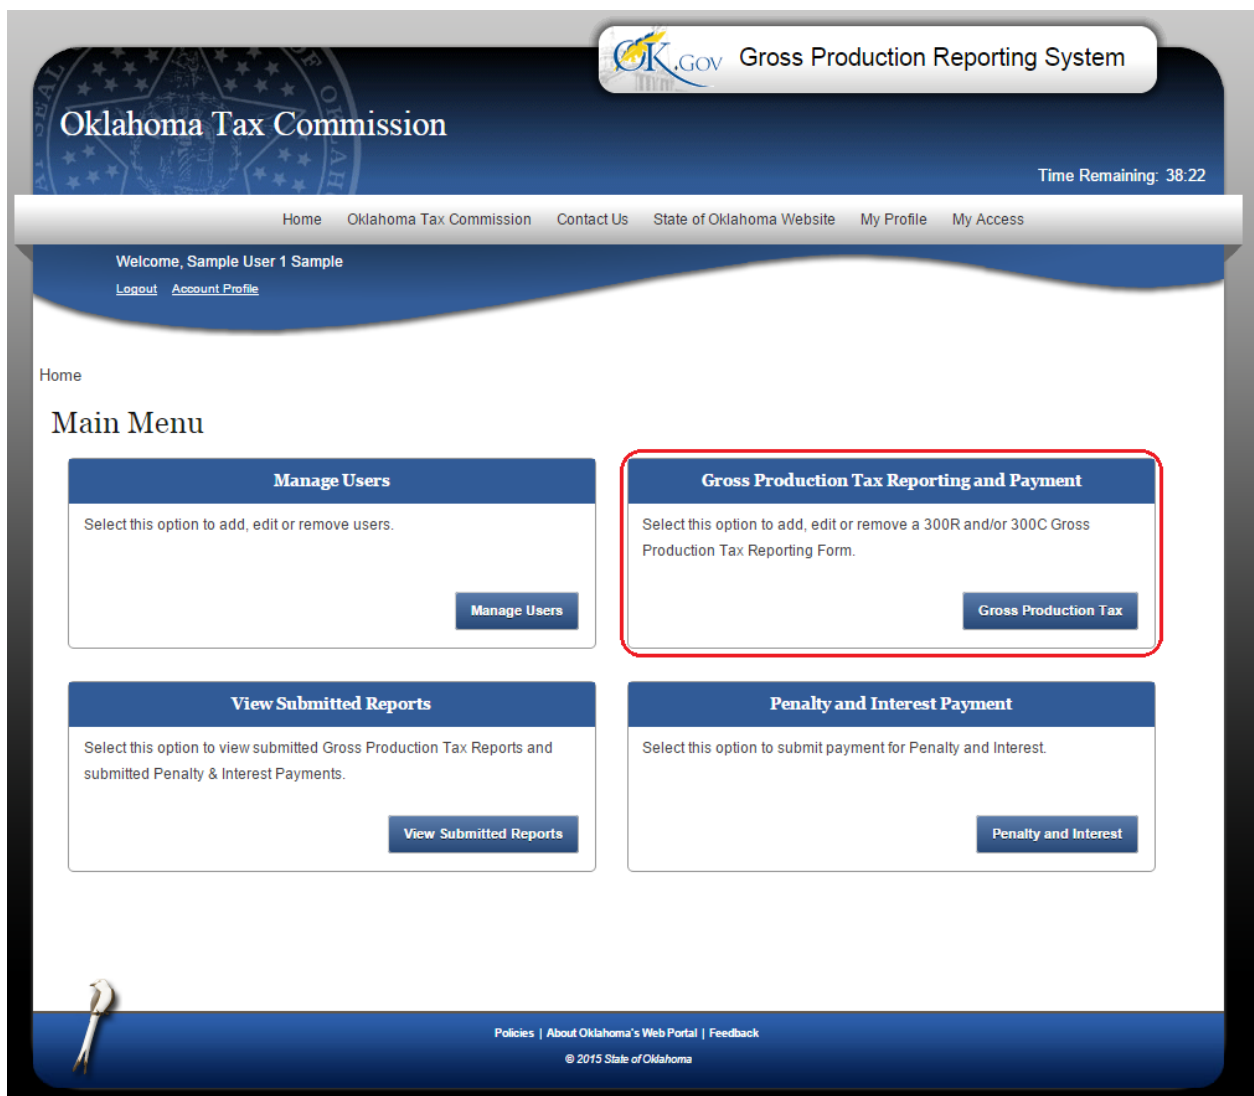 OK.GOV Gross Production Reporting System
Oklahoma Tax Commission
Time Remaining: 38:22
Home Oklahoma Tax Commission Contact Us State of Oklahoma Website My Profile My Access
Welcome, Sample User 1 Sample
Logout Account Profile
Home
Main Menu
Manage Users
Select this option to add, edit or remove users.
Manage Users
Gross Production Tax Reporting and Payment
Select this option to add, edit or remove a 300R and/or 300C Gross
Production Tax Reporting Form.
Gross Production Tax
View Submitted Reports
Select this option to view submitted Gross Production Tax Reports and
submitted Penalty & Interest Payments.
View Submitted Reports
Penalty and Interest Payment
Select this option to submit payment for Penalty and Interest.
Penalty and Interest
Policies | About Oklahoma's Web Portal | Feedback
© 2015 State of Oklahoma